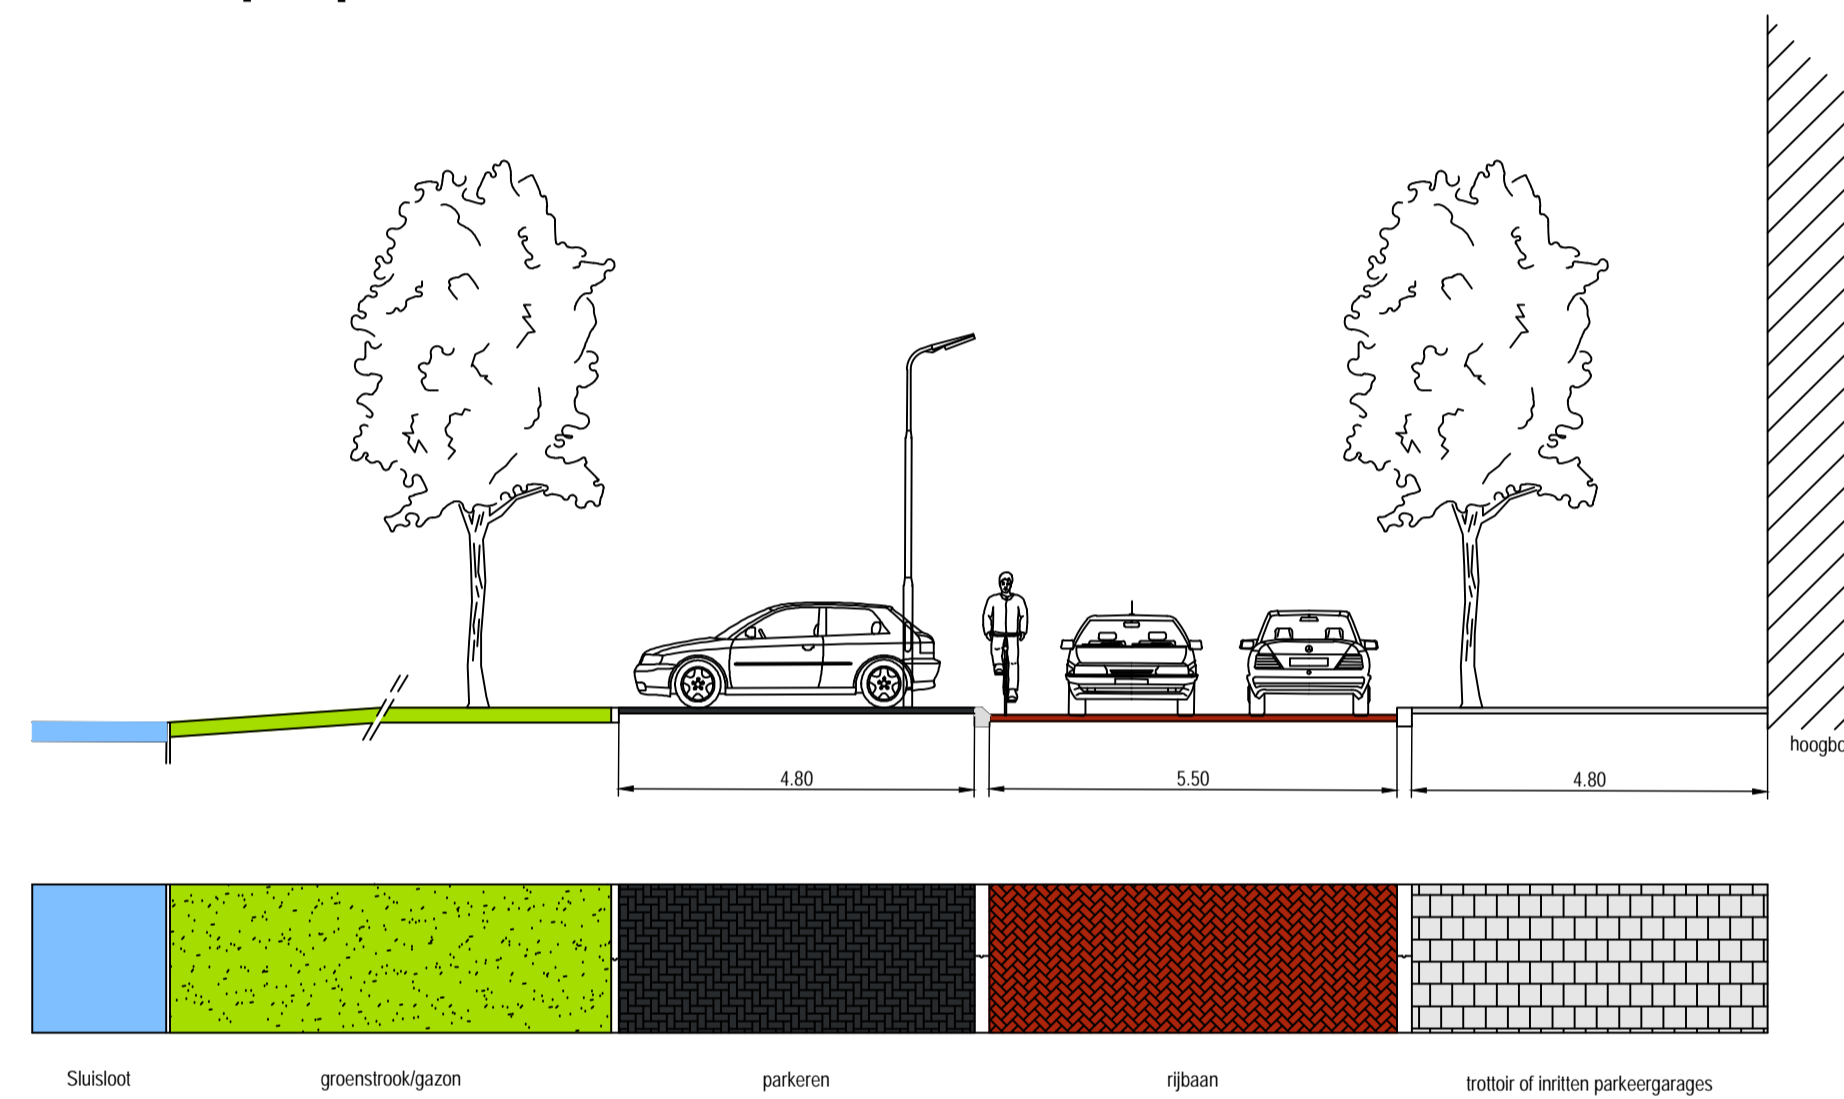 hoogbo
4.80
5.50
4.80
Sluisloot
groenstrook/gazon
parkeren
rijbaan
trottoir of inritten parkeergarages